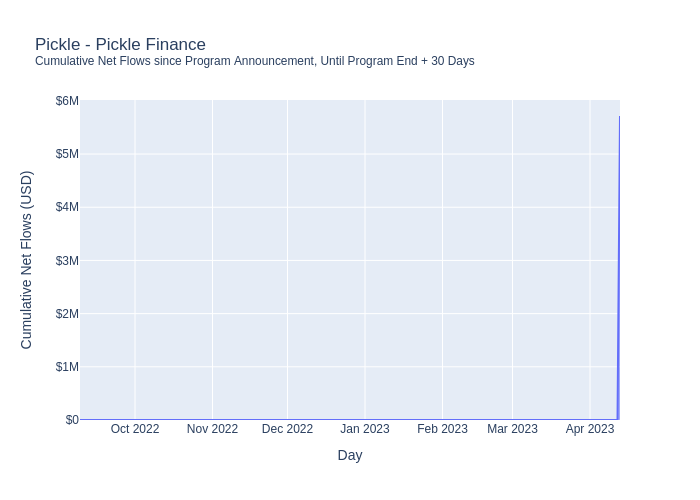 Pickle - Pickle Finance
Cumulative Net Flows since Program Announcement, Until Program End + 30 Days
Cumulative Net Flows (USD)
$6M
$5M
$4M
$3M
$2M
$1M
$0
Oct 2022
Nov 2022
Dec 2022
Jan 2023
Feb 2023
Mar 2023
Apr 2023
Day